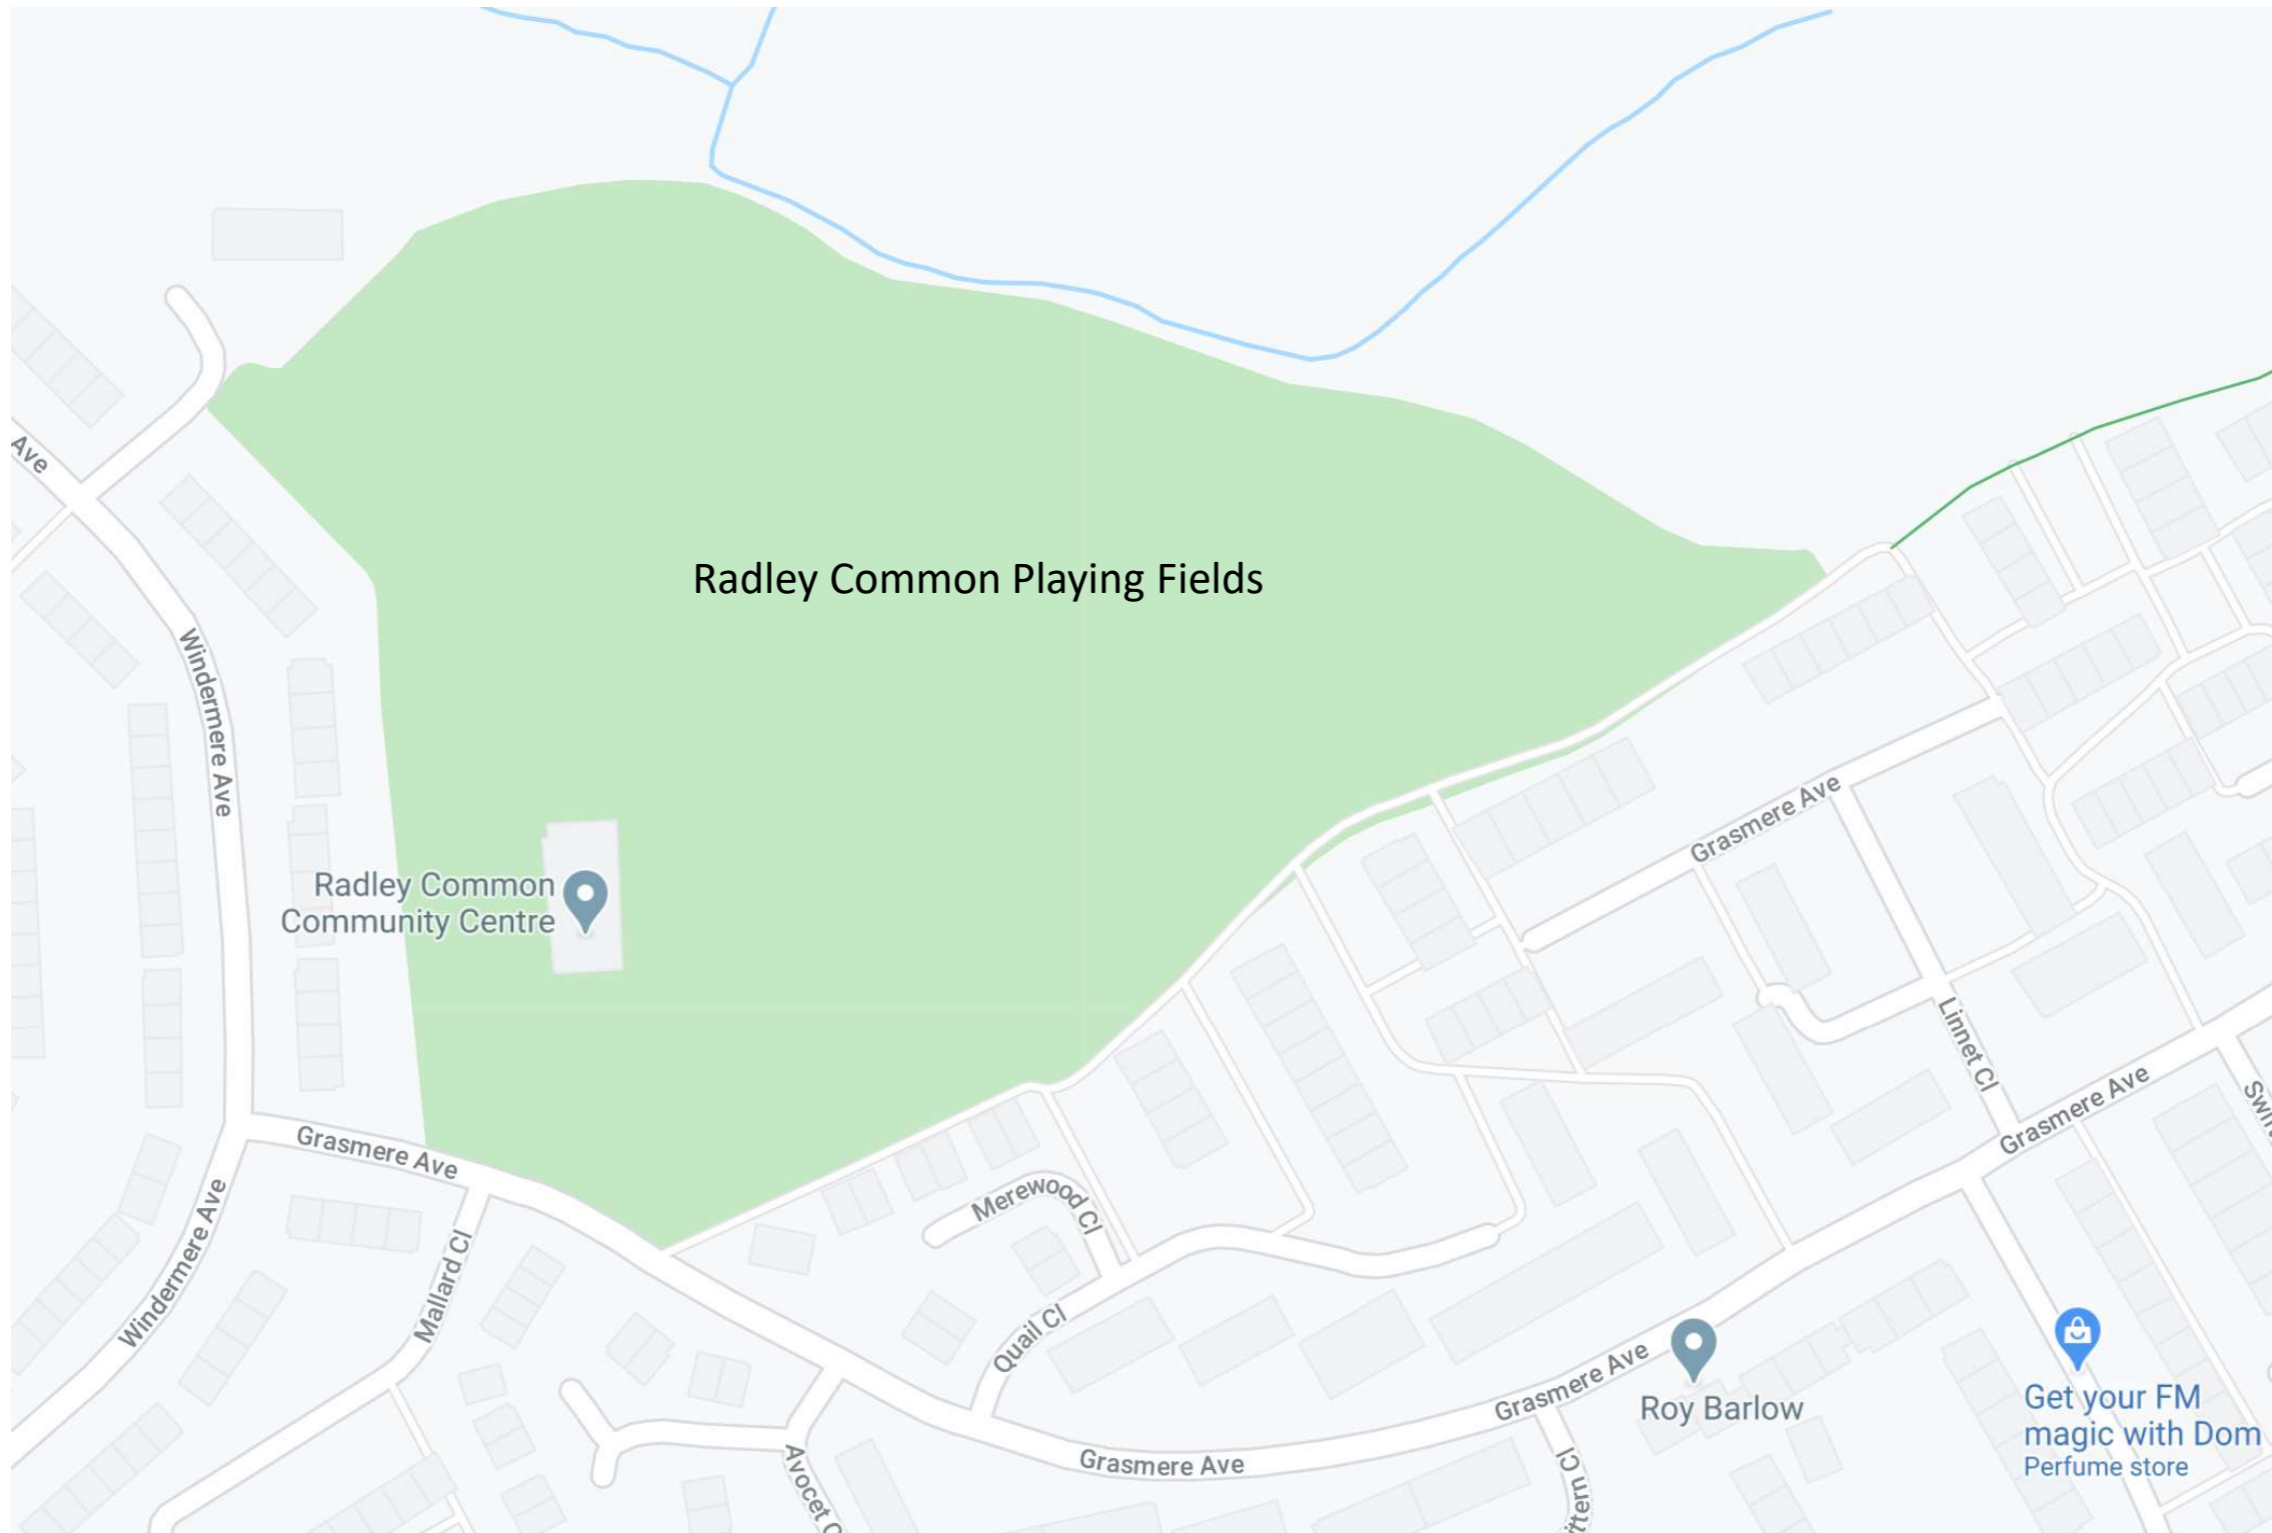 Ave
Radley Common Playing Fields
Windermere Ave
Grasmere Ave
Radley Common
Community Centre
Linnet Cl
Grasmere Ave
Grasmere Ave
Merewood Cl
Windermere Ave
Mallard Cl
Quail Cl
Grasmere Ave
Roy Barlow
Get your FM
magic with Dom
Perfume store
Grasmere Ave
Avocet